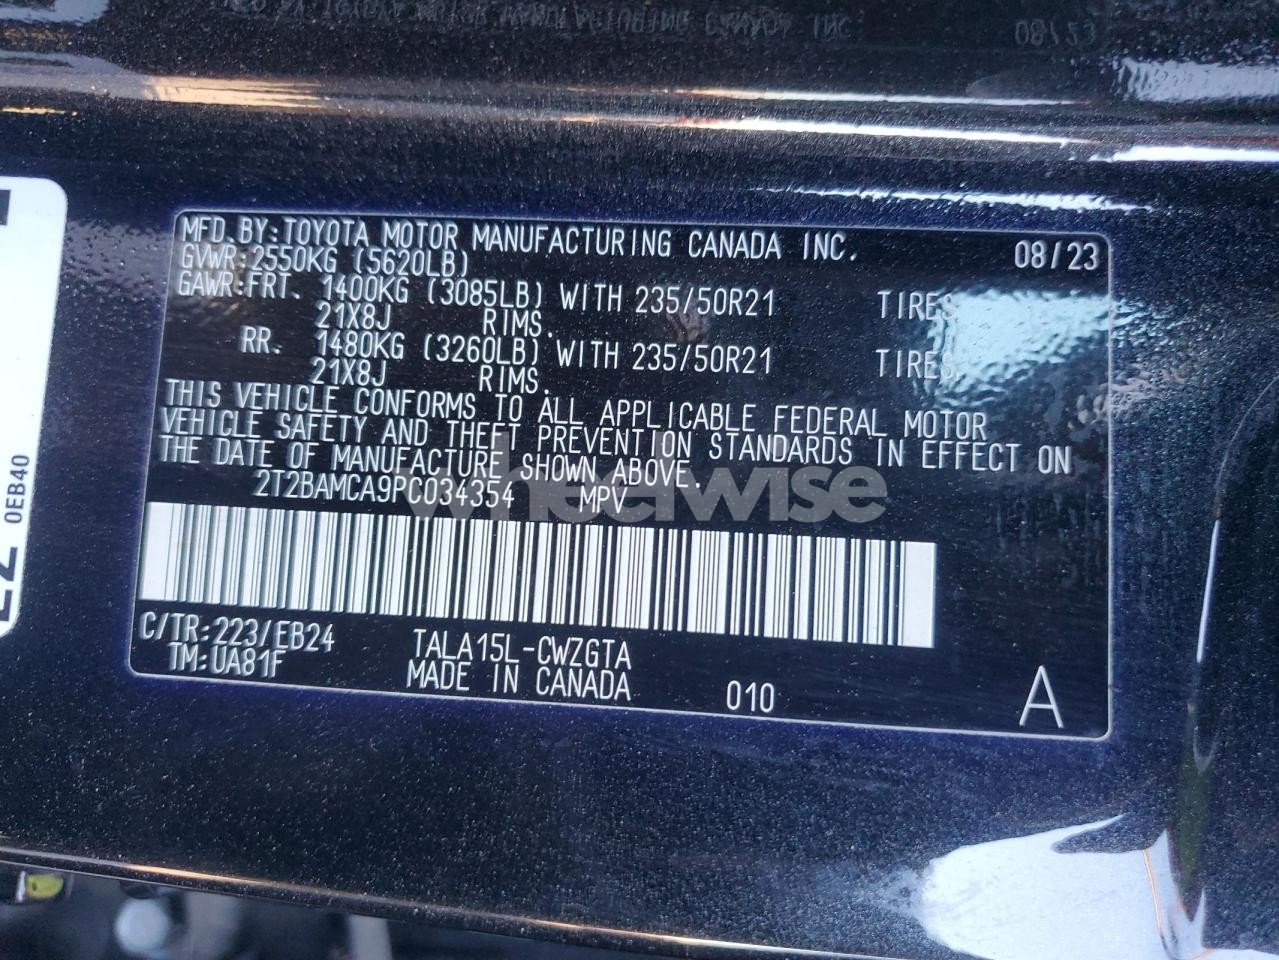 MFD. BY: TOYOTA MOTOR MANUFACTURING CANADA INC. 08/23
GVWR: 2550KG (5620LB)
GAWR: FRT. 1400KG (3085LB) WITH 235/50R21 TIRES,
21X8J RIMS.
RR. 1480KG (3260LB) WITH 235/50R21 TIRES,
21X8J RIMS.
THIS VEHICLE CONFORMS TO ALL APPLICABLE FEDERAL MOTOR
VEHICLE SAFETY AND THEFT PREVENTION STANDARDS IN EFFECT ON
THE DATE OF MANUFACTURE SHOWN ABOVE.
2T2BAMCA9PC034354 MPV
wheelwise
C/TR: 223/EB24 TALA15L-CWZGTA
TM: UA81F MADE IN CANADA 010 A
0EB40